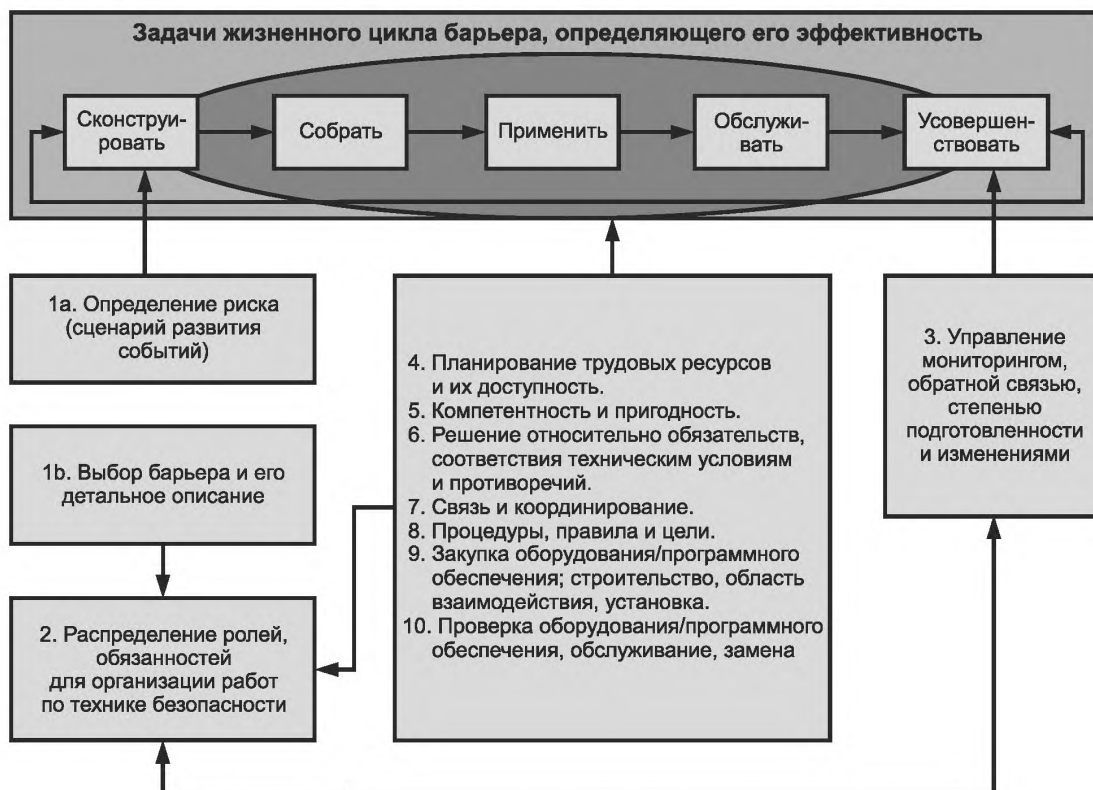 Задачи жизненного цикла барьера, определяющего его эффективность
Сконструи-
ровать
Собрать
Применить
Обслужи-
вать
Усовершен-
ствовать
1a. Определение риска
(сценарий развития
событий)
1b. Выбор барьера и его
детальное описание
2. Распределение ролей,
обязанностей
для организации работ
по технике безопасности
4. Планирование трудовых ресурсов
и их доступность.
5. Компетентность и пригодность.
6. Решение относительно обязательств,
соответствия техническим условиям
и противоречий.
7. Связь и координирование.
8. Процедуры, правила и цели.
9. Закупка оборудования/программного
обеспечения; строительство, область
взаимодействия, установка.
10. Проверка оборудования/программного
обеспечения, обслуживание, замена
3. Управление
мониторингом,
обратной связью,
степенью
подготовленности
и изменениями